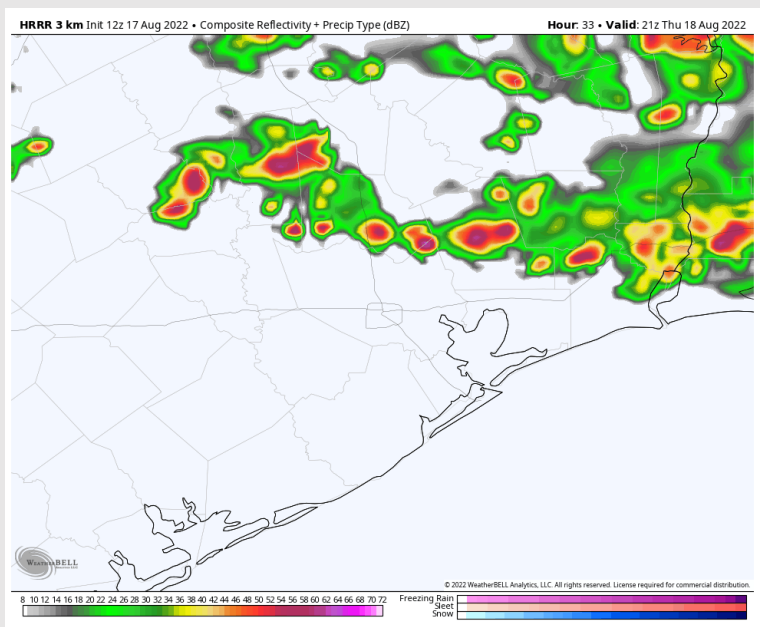 HRRR 3 km Init 12z 17 Aug 2022 • Composite Reflectivity + Precip Type (dBZ)
Hour: 33 • Valid: 21z Thu 18 Aug 2022
WEATHERBELL
© 2022 WeatherBELL Analytics, LLC. All rights reserved. License required for commercial distribution.
8 10 12 14 16 18 20 22 24 26 28 30 32 34 36 38 40 42 44 46 48 50 52 54 56 58 60 62 64 66 68 70 72
Freezing Rain
Sleet
Snow